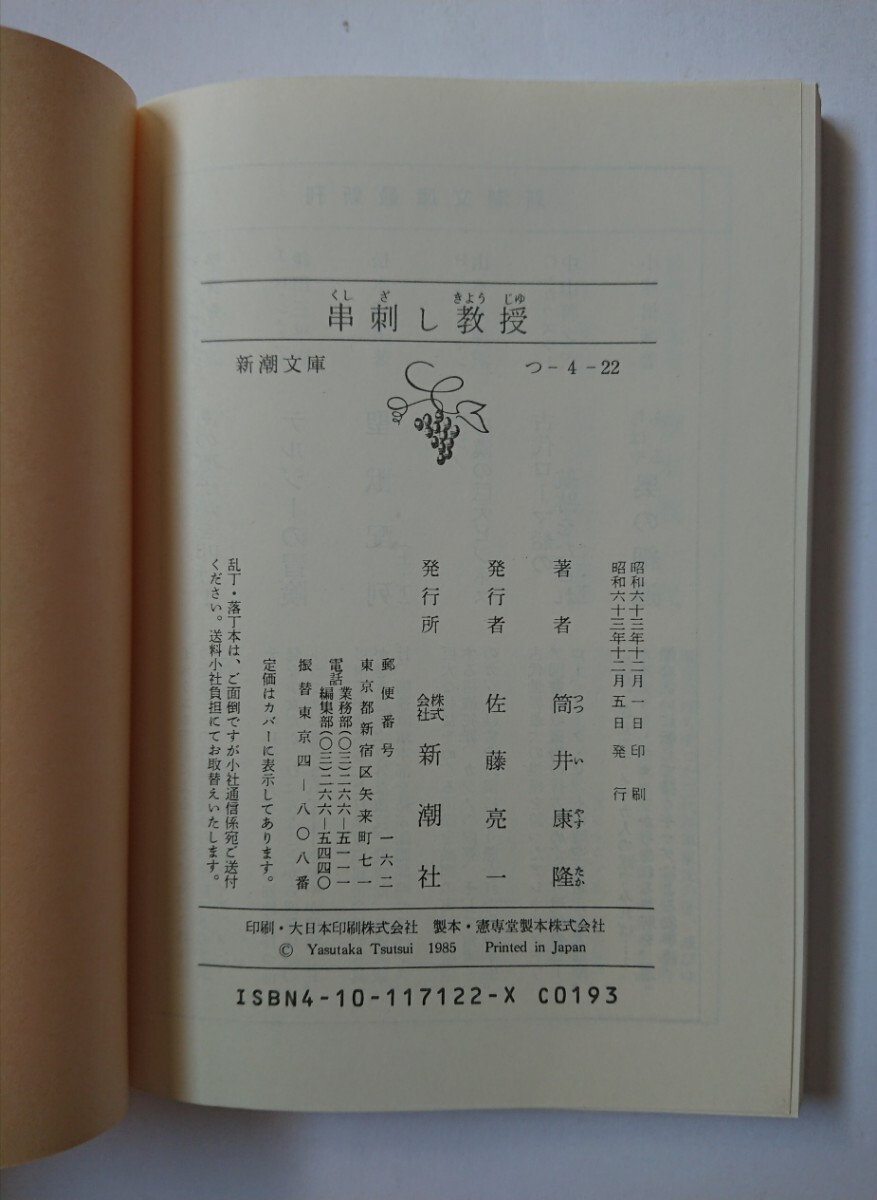 串刺し教授
くし ざ きよう じゆ
新潮文庫 つ - 4 - 22
昭和六十三年十二月 一 日 印 刷
昭和六十三年十二月 五 日 発 行
著者 筒井康隆
つつ い やす たか
発行者 佐藤亮一
発行所 株式会社 新潮社
郵便番号 一六二
東京都新宿区矢来町七一
電話 業務部(〇三)二六六―五一一一
編集部(〇三)二六六―五四四〇
振替東京四―八〇八番
定価はカバーに表示してあります。
乱丁・落丁本は、ご面倒ですが小社通信係宛ご送付
ください。送料小社負担にてお取替えいたします。
印刷・大日本印刷株式会社 製本・憲専堂製本株式会社
© Yasutaka Tsutsui 1985 Printed in Japan
ISBN4-10-117122-X C0193